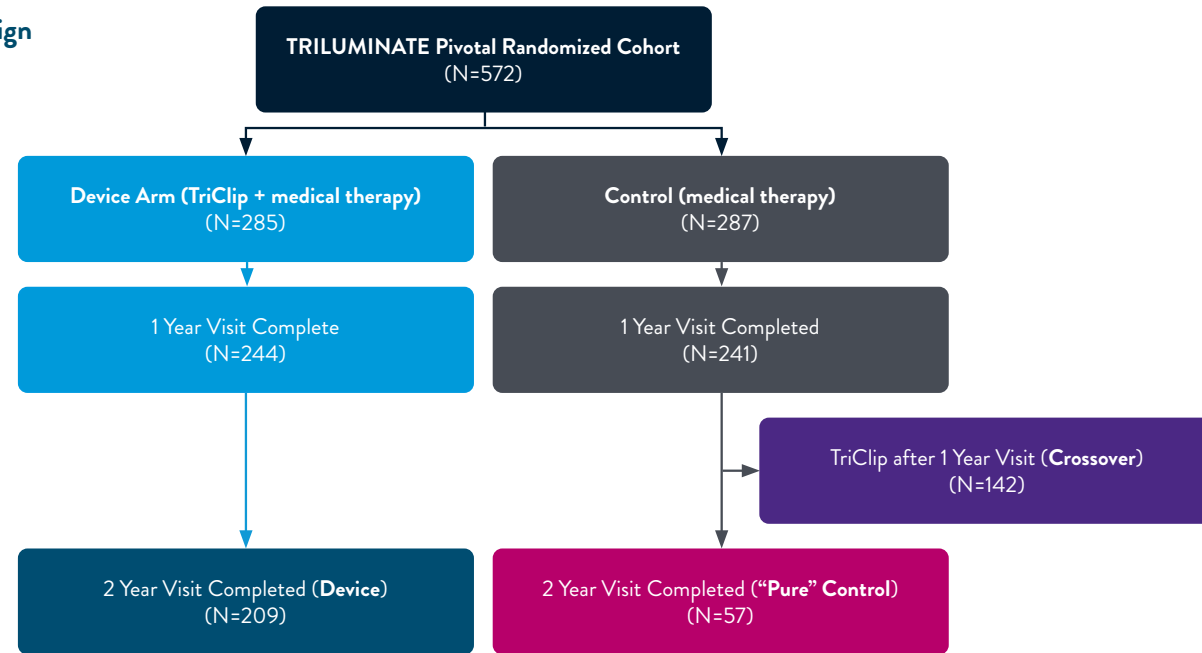 ign
TRILUMINATE Pivotal Randomized Cohort
(N=572)
Device Arm (TriClip + medical therapy)
(N=285)
Control (medical therapy)
(N=287)
1 Year Visit Complete
(N=244)
1 Year Visit Completed
(N=241)
TriClip after 1 Year Visit (Crossover)
(N=142)
2 Year Visit Completed (Device)
(N=209)
2 Year Visit Completed (“Pure” Control)
(N=57)